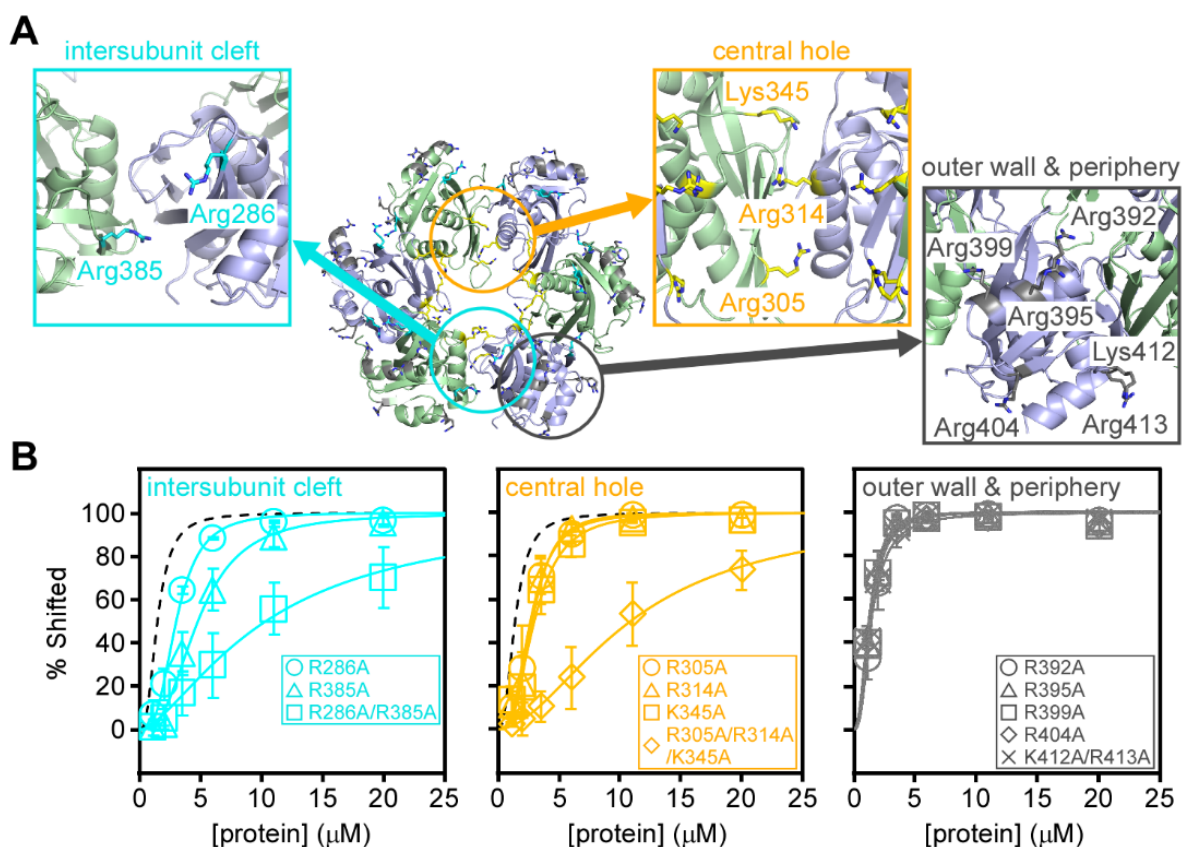 A
intersubunit cleft
Arg286
Arg385
central hole
Lys345
Arg314
Arg305
outer wall & periphery
Arg392
Arg399
Arg395
Lys412
Arg404
Arg413
B
% Shifted
100
80
60
40
20
0
intersubunit cleft
R286A
R385A
R286A/R385A
0 5 10 15 20 25
[protein] (μM)
central hole
R305A
R314A
K345A
R305A/R314A
/K345A
0 5 10 15 20 25
[protein] (μM)
outer wall & periphery
R392A
R395A
R399A
R404A
K412A/R413A
0 5 10 15 20 25
[protein] (μM)